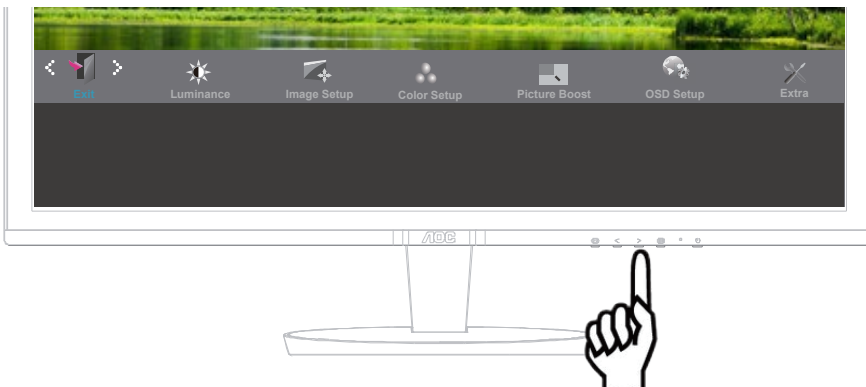 < Exit > Luminance Image Setup Color Setup Picture Boost OSD Setup Extra
AOC
< >